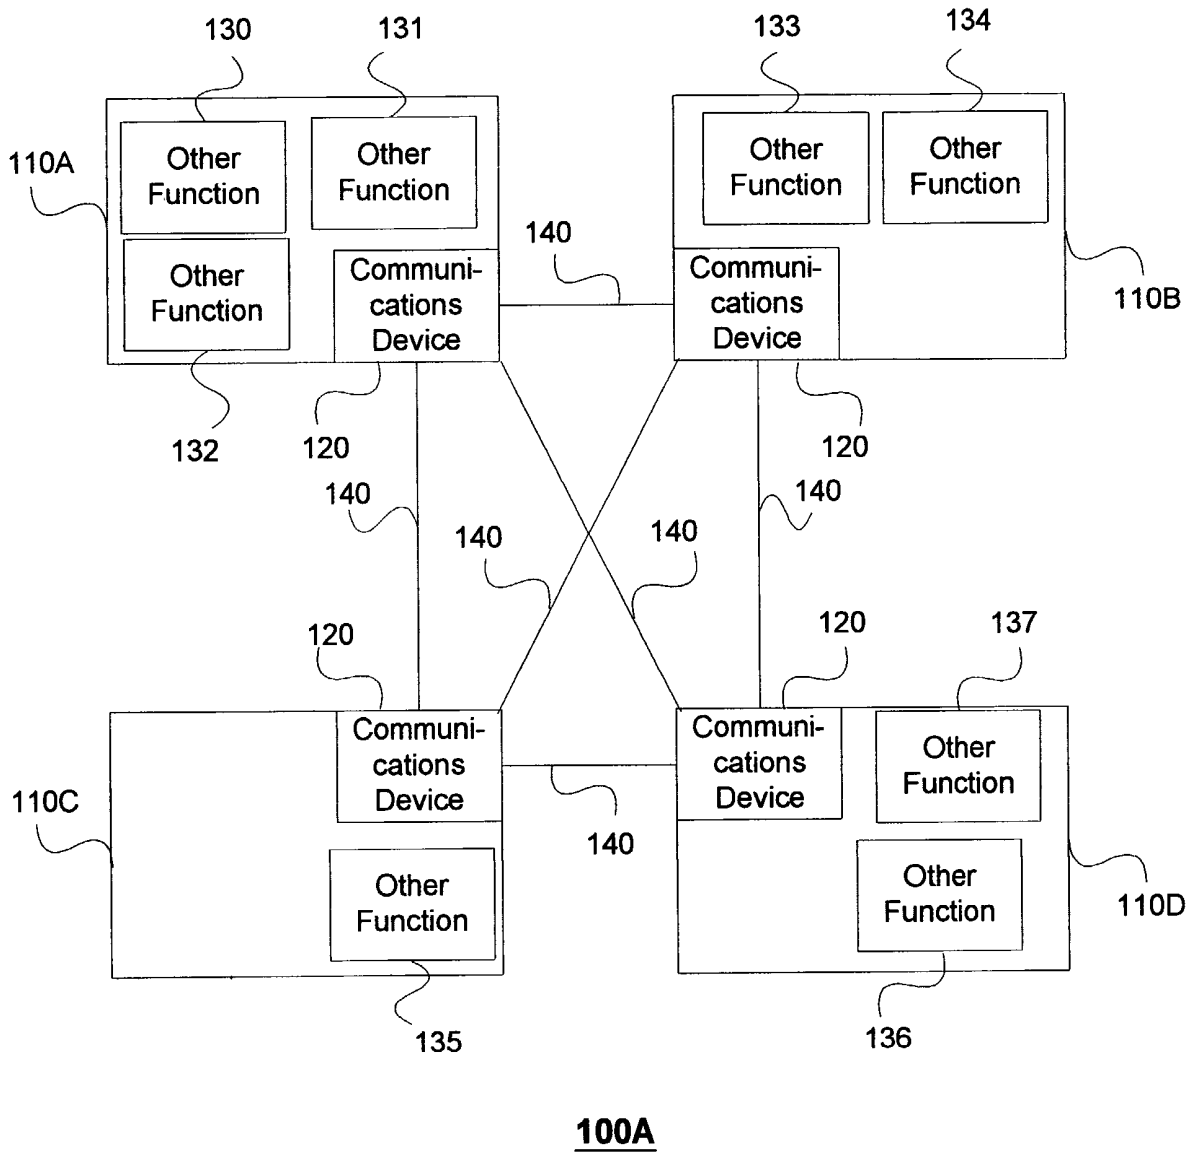 130
131
133
134
110A
Other
Function
Other
Function
Other
Function
Other
Function
Other
Function
140
Communi-
cations
Device
Communi-
cations
Device
110B
132
120
120
140
140
140
140
120
120
137
Communi-
cations
Device
Communi-
cations
Device
Other
Function
110C
140
Other
Function
Other
Function
110D
135
136
100A